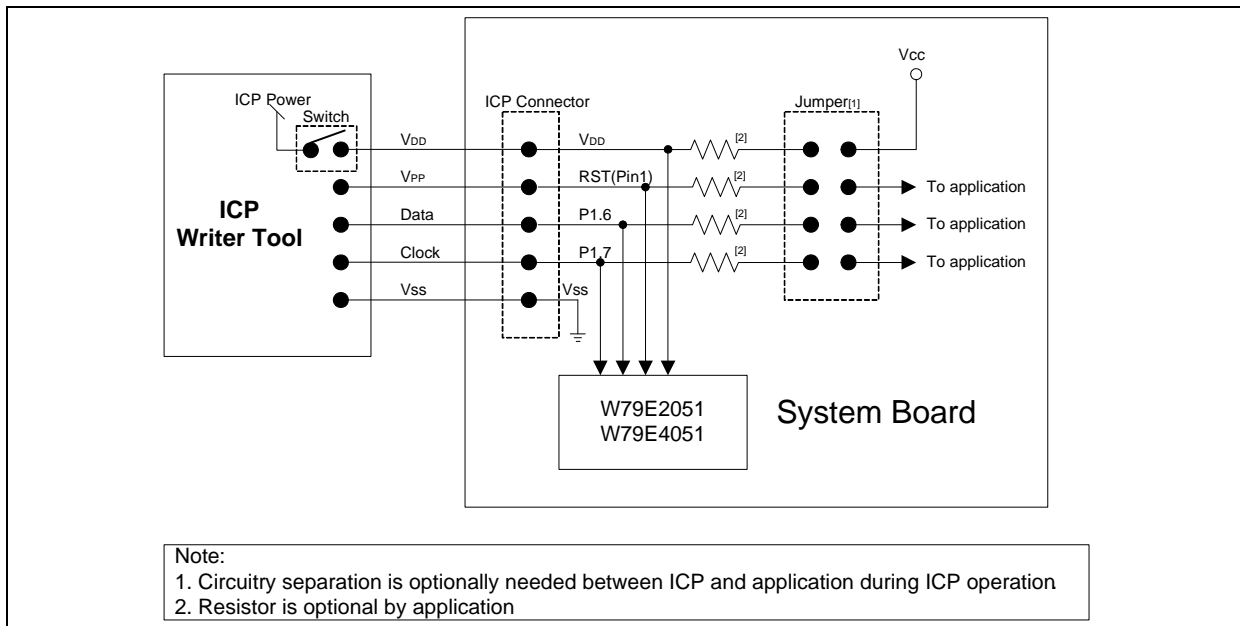 Vcc
ICP Power
Switch
ICP Connector
Jumper[1]
VDD
VDD
[2]
VPP
RST(Pin1)
[2]
To application
ICP
Writer Tool
Data
P1.6
[2]
To application
Clock
P1.7
[2]
To application
Vss
Vss
W79E2051
W79E4051
System Board
Note:
1. Circuitry separation is optionally needed between ICP and application during ICP operation.
2. Resistor is optional by application